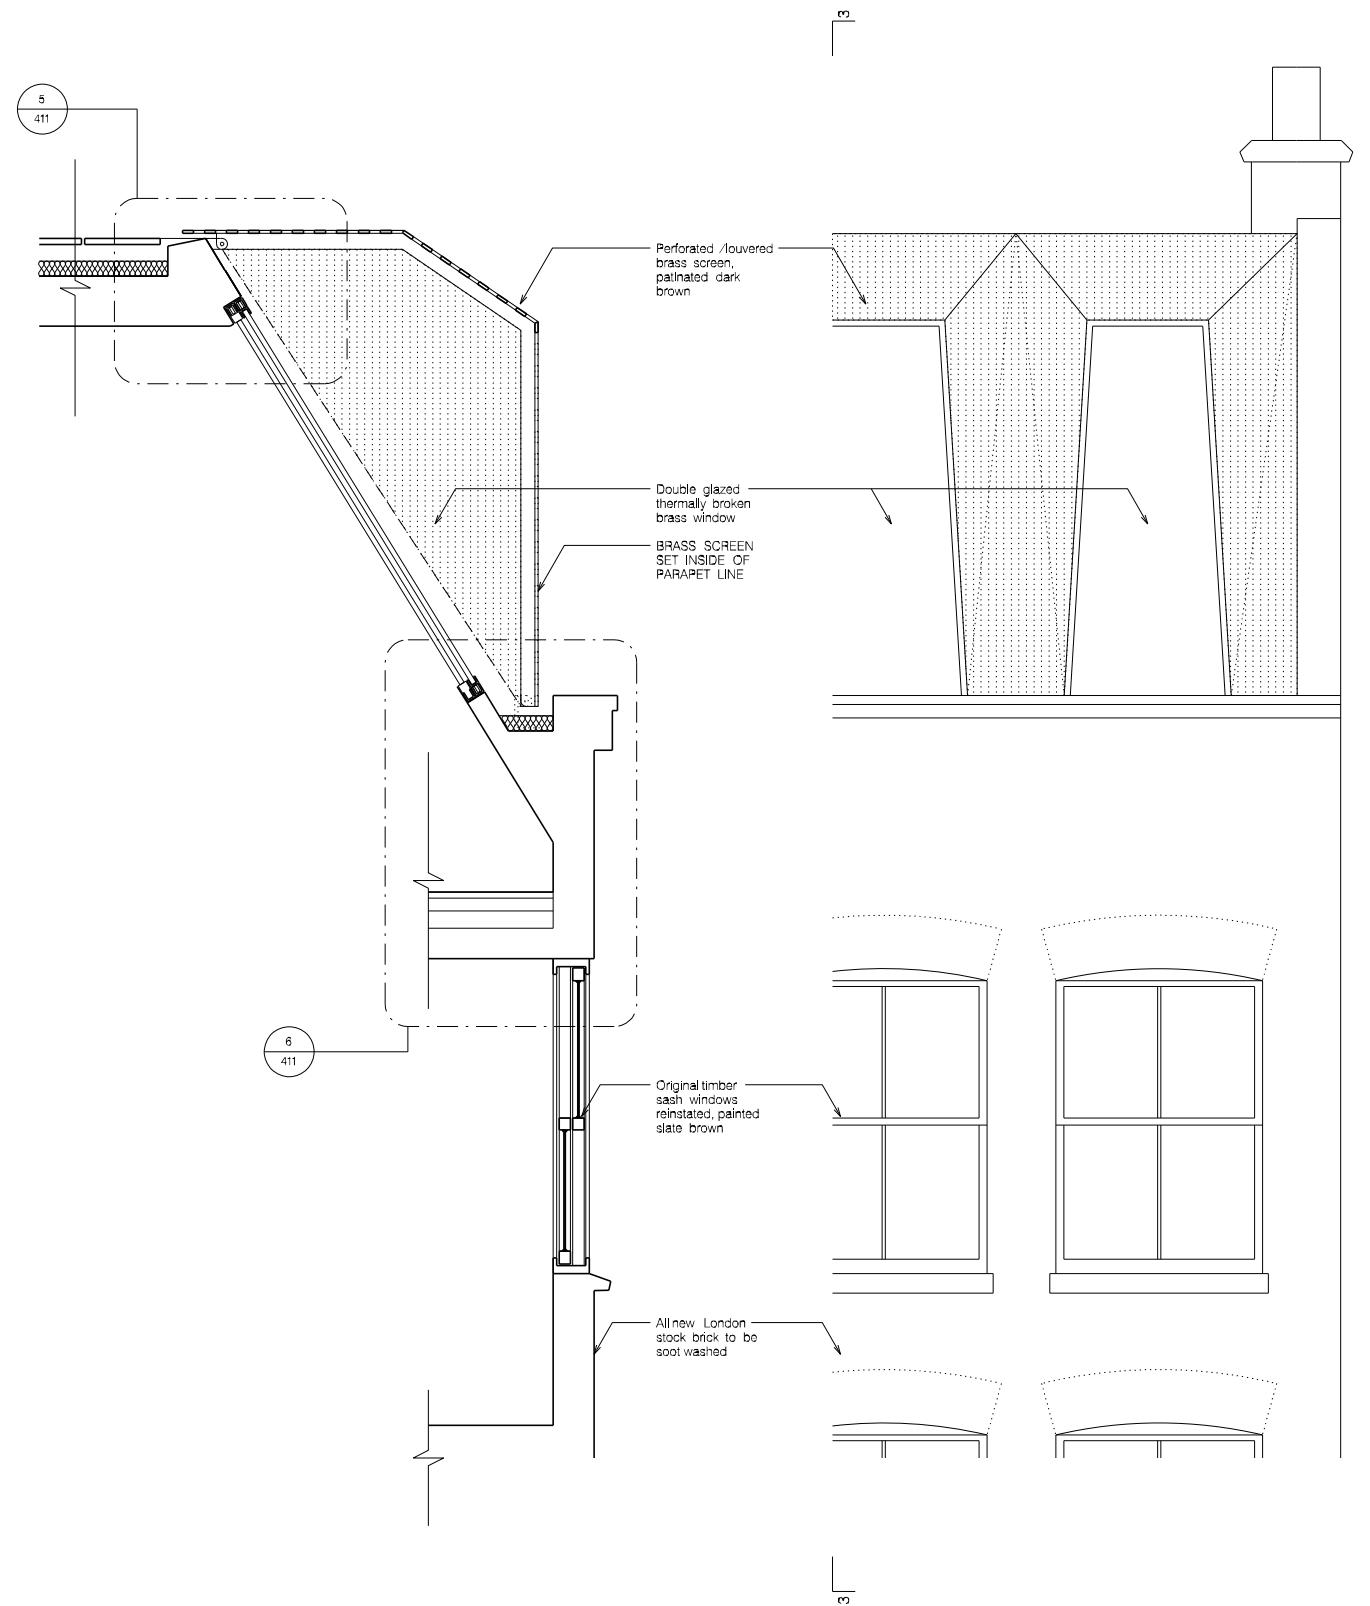 3
5
411
Perforated /louvered
brass screen,
patinated dark
brown
Double glazed
thermally broken
brass window
BRASS SCREEN
SET INSIDE OF
PARAPET LINE
6
411
Original timber
sash windows
reinstated, painted
slate brown
All new London
stock brick to be
soot washed
3